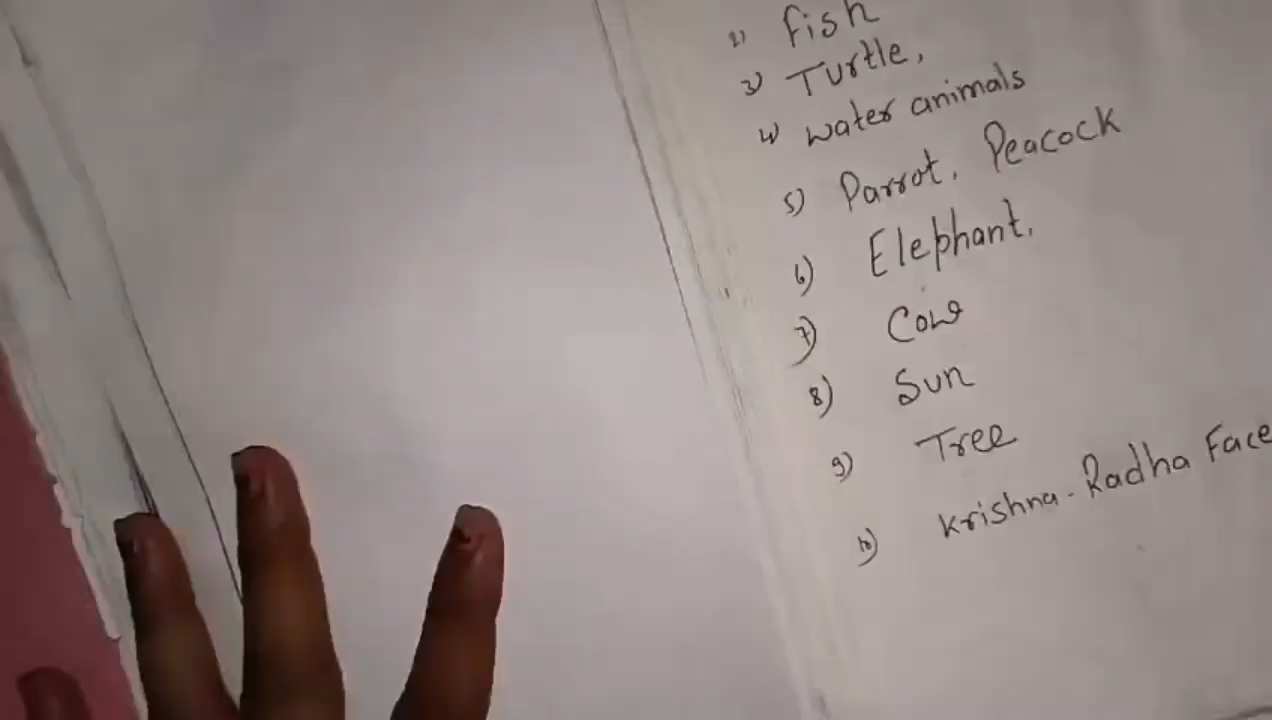 2) fish
3) Turtle,
4) water animals
5) Parrot, Peacock
6) Elephant.
7) Cow
8) Sun
9) Tree
10) Krishna-Radha Face